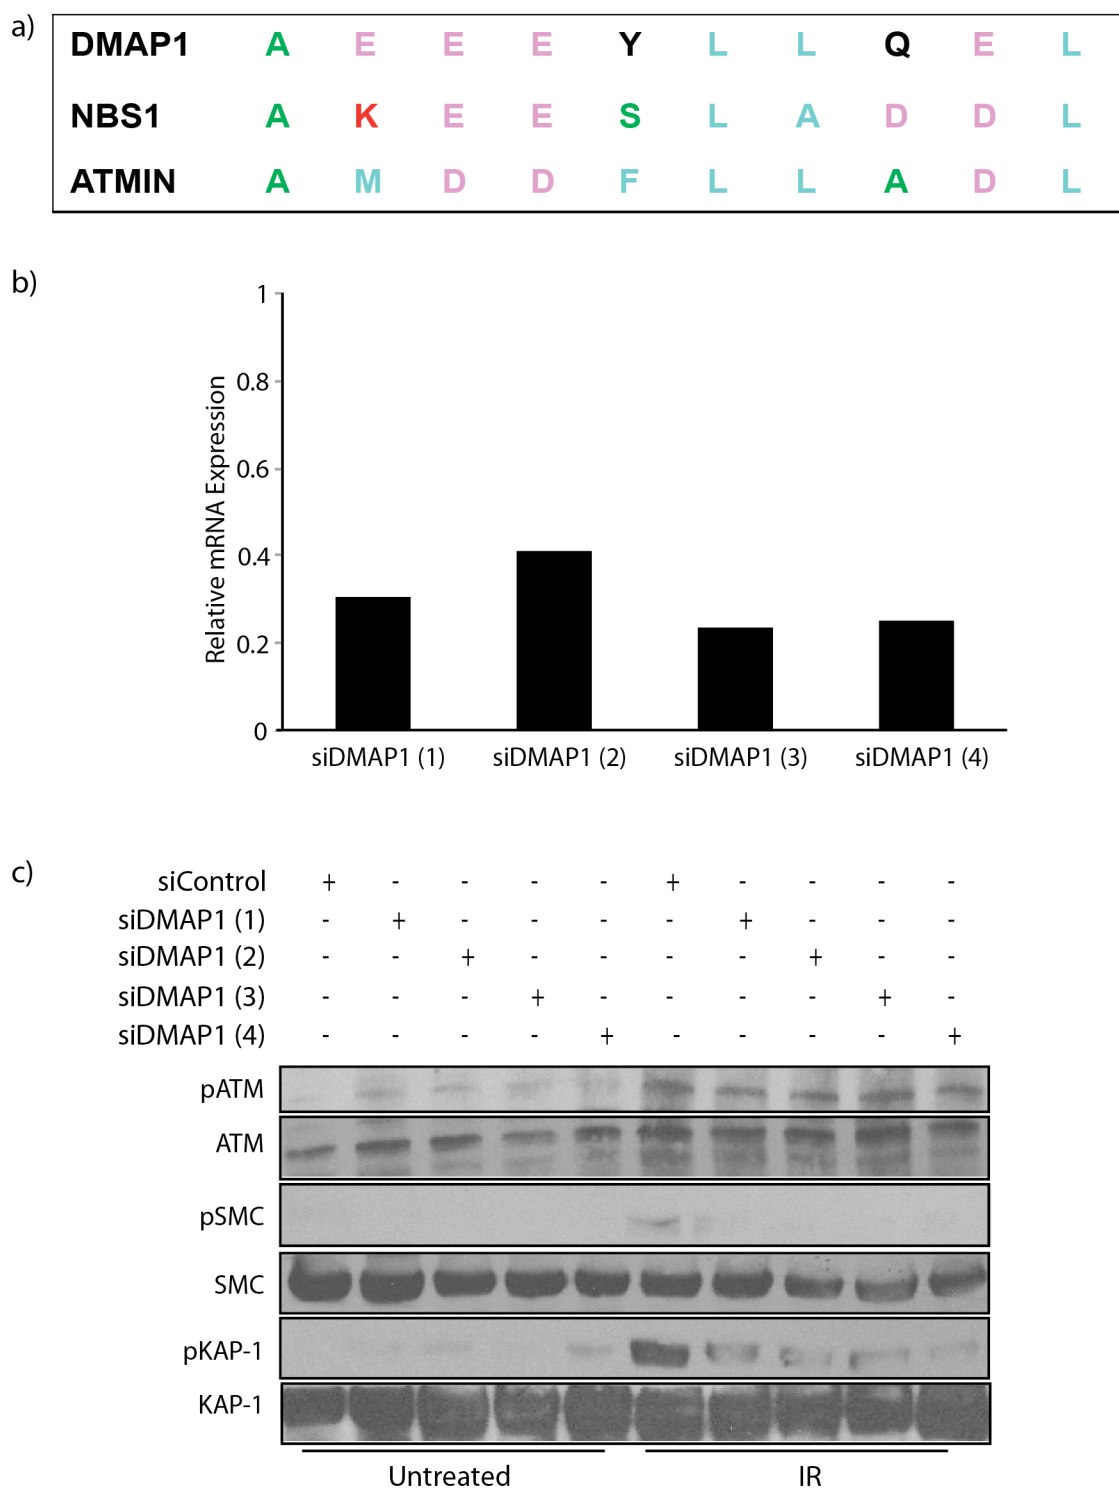 a)
DMAP1 A E E E Y L L Q E L
NBS1 A K E E S L A D D L
ATMIN A M D D F L L A D L
b)
1
0.8
0.6
0.4
0.2
0
Relative mRNA Expression
siDMAP1 (1) siDMAP1 (2) siDMAP1 (3) siDMAP1 (4)
c)
siControl + - - - - + - - - -
siDMAP1 (1) - + - - - - + - - -
siDMAP1 (2) - - + - - - - + - -
siDMAP1 (3) - - - + - - - - + -
siDMAP1 (4) - - - - + - - - - +
pATM
ATM
pSMC
SMC
pKAP-1
KAP-1
Untreated IR